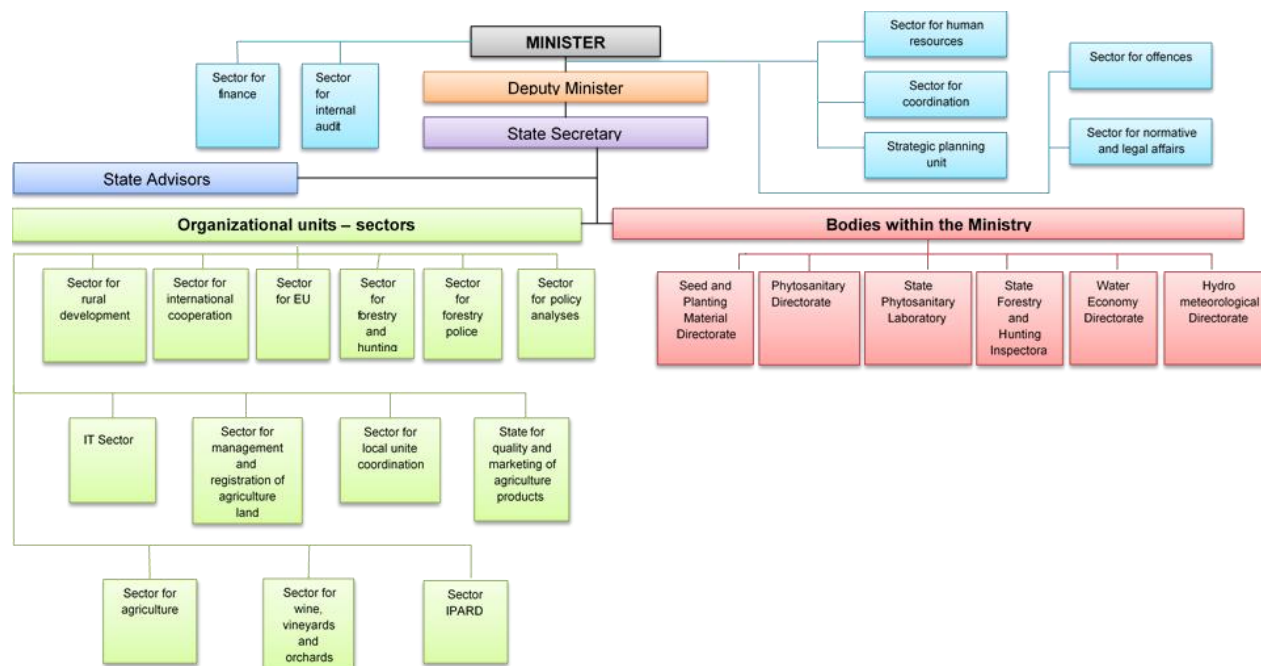 MINISTER
Sector for
finance
Sector
for
internal
audit
Deputy Minister
State Secretary
State Advisors
Sector for human
resources
Sector for
coordination
Strategic planning
unit
Sector for offences
Sector for normative
and legal affairs
Organizational units – sectors
Bodies within the Ministry
Sector for
rural
development
Sector for
international
cooperation
Sector
for EU
Sector
for
forestry
and
hunting
Sector
for
forestry
police
Sector
for policy
analyses
Seed and
Planting
Material
Directorate
Phytosanitary
Directorate
State
Phytosanitary
Laboratory
State
Forestry
and
Hunting
Inspectora
Water
Economy
Directorate
Hydro
meteorological
Directorate
IT Sector
Sector for
management
and
registration of
agriculture
land
Sector for
local unite
coordination
State for
quality and
marketing of
agriculture
products
Sector for
agriculture
Sector for
wine,
vineyards
and
orchards
Sector
IPARD